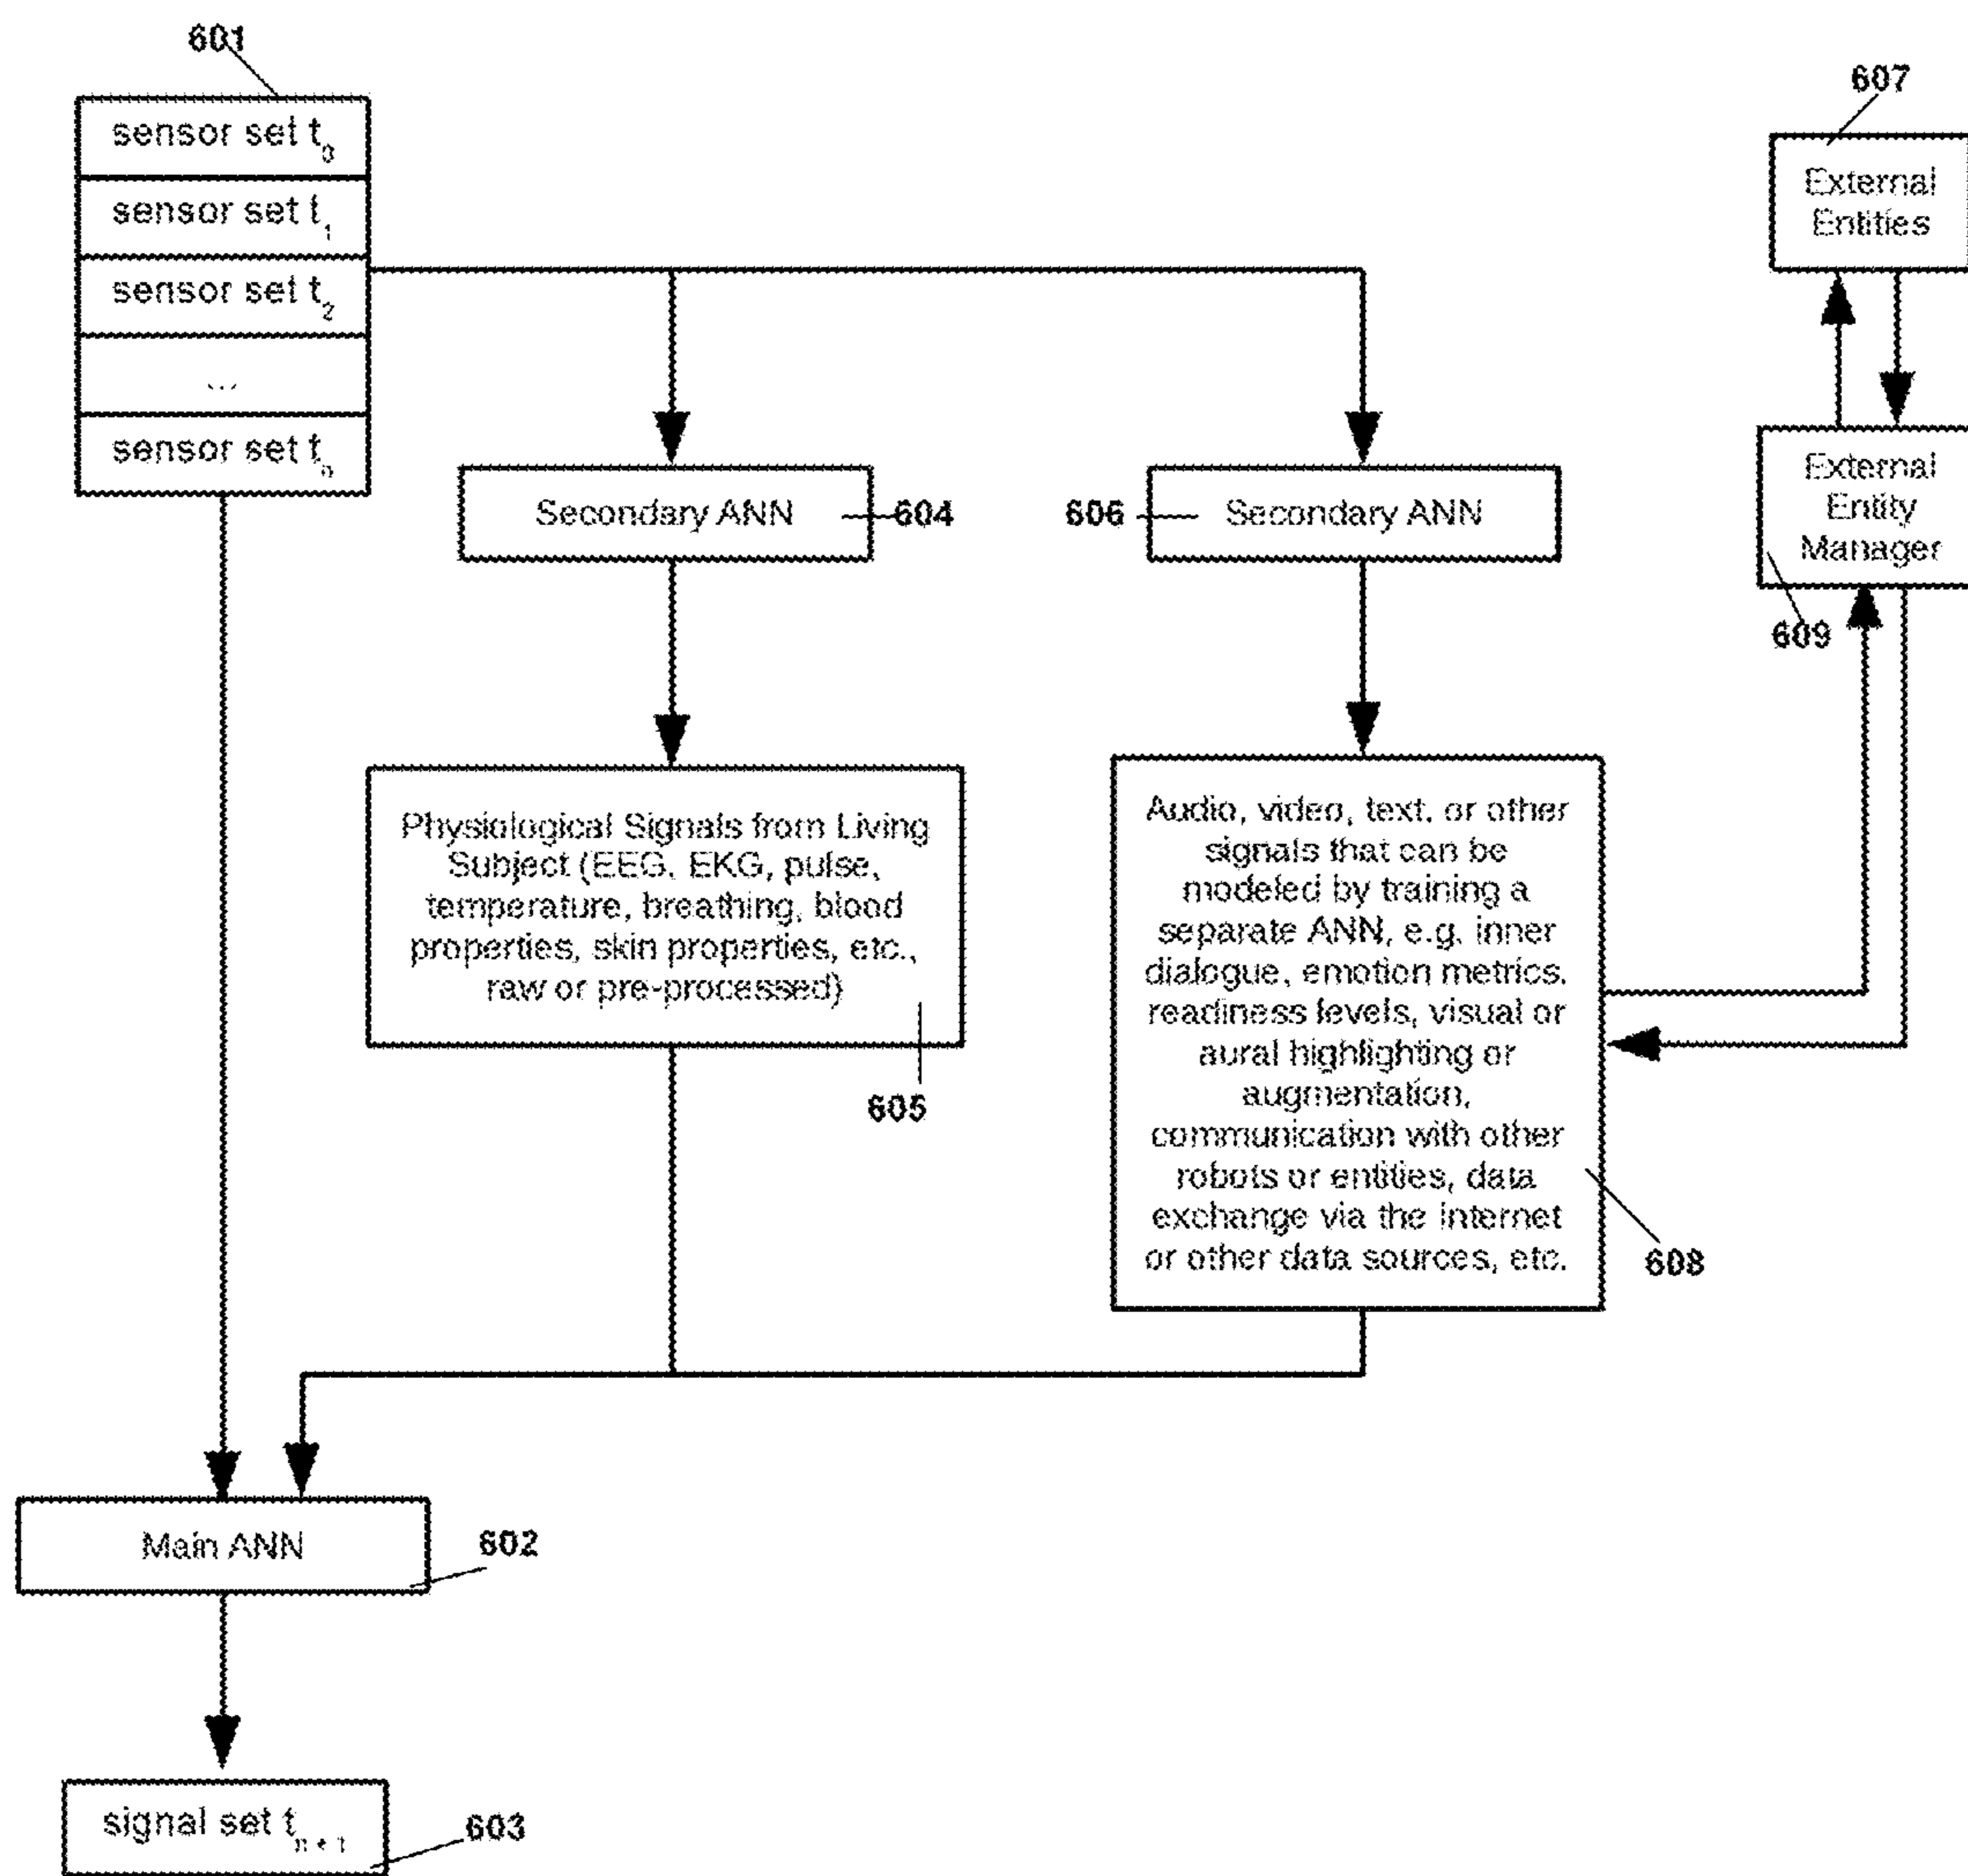 601
sensor set t0
sensor set t1
sensor set t2
...
sensor set tn
607
External
Entities
Secondary ANN
604
606
Secondary ANN
External
Entity
Manager
609
Physiological Signals from Living
Subject (EEG, EKG, pulse,
temperature, breathing, blood
properties, skin properties, etc.,
raw or pre-processed)
605
Audio, video, text, or other
signals that can be
modeled by training a
separate ANN, e.g. inner
dialogue, emotion metrics,
readiness levels, visual or
aural highlighting or
augmentation,
communication with other
robots or entities, data
exchange via the internet
or other data sources, etc.
608
Main ANN
602
signal set tn+1
603